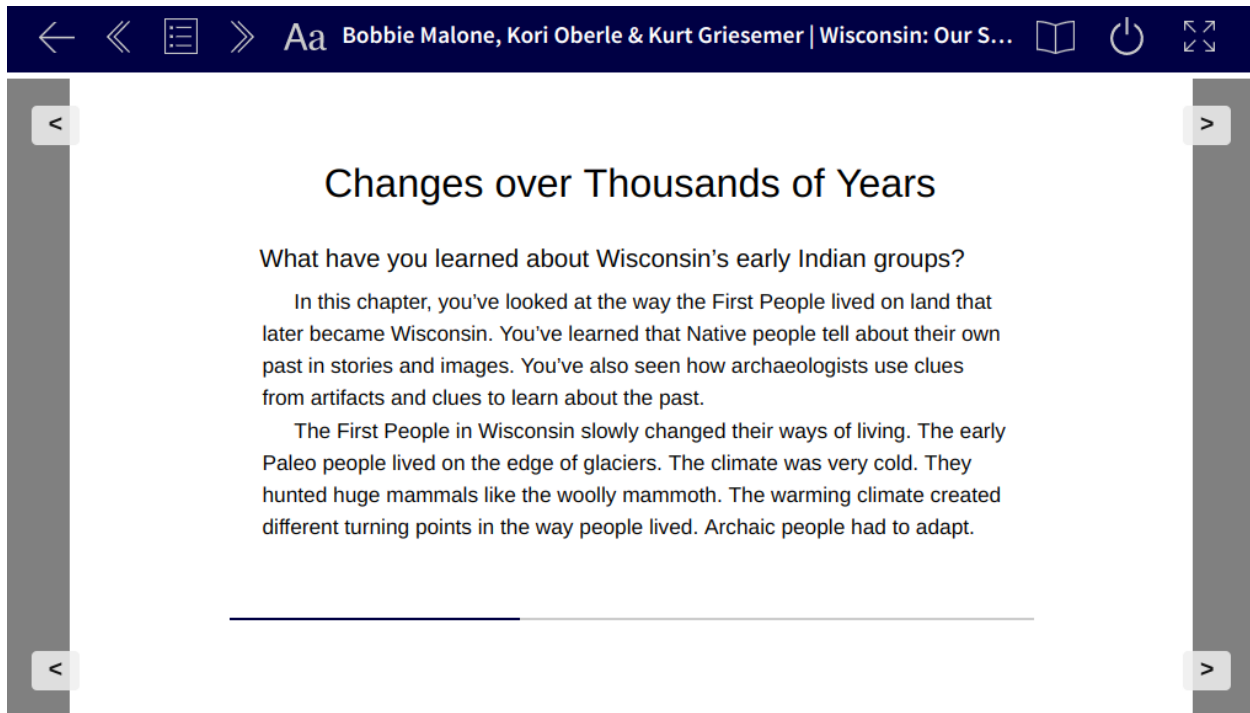 Aa Bobbie Malone, Kori Oberle & Kurt Griesemer | Wisconsin: Our S...
< >
Changes over Thousands of Years
What have you learned about Wisconsin’s early Indian groups?
In this chapter, you’ve looked at the way the First People lived on land that
later became Wisconsin. You’ve learned that Native people tell about their own
past in stories and images. You’ve also seen how archaeologists use clues
from artifacts and clues to learn about the past.
The First People in Wisconsin slowly changed their ways of living. The early
Paleo people lived on the edge of glaciers. The climate was very cold. They
hunted huge mammals like the woolly mammoth. The warming climate created
different turning points in the way people lived. Archaic people had to adapt.
< >